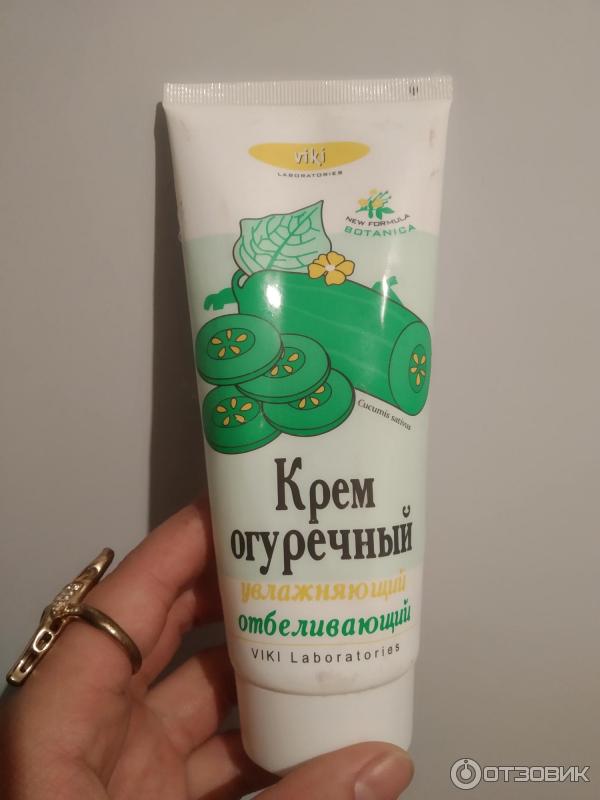 viki
LABORATORIES
NEW FORMULA
BOTANICA
Cucumis sativus
Крем
огуречный
увлажняющий
отбеливающий
VIKI Laboratories
ОТЗОВИК